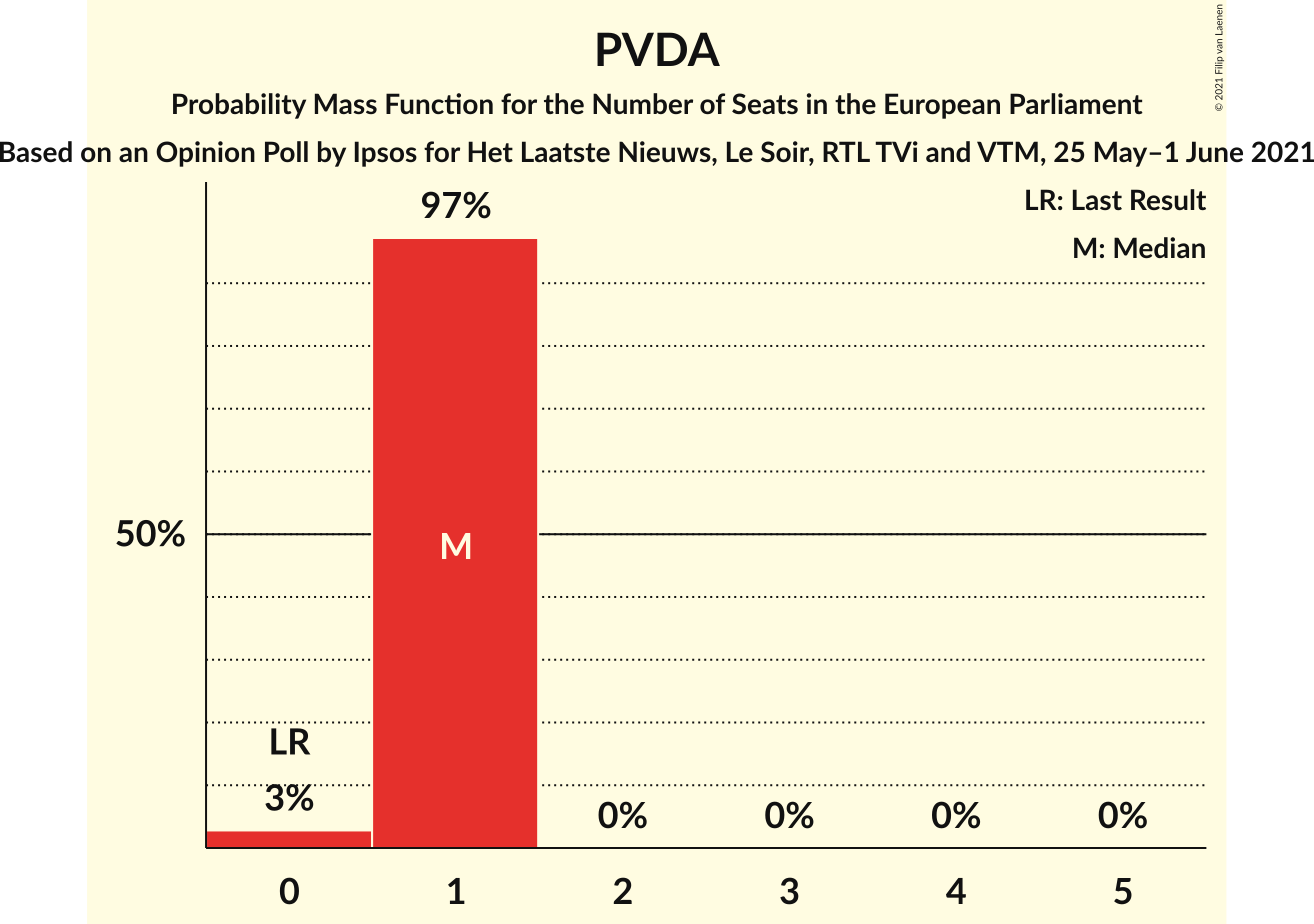 PVDA
Probability Mass Function for the Number of Seats in the European Parliament
Based on an Opinion Poll by Ipsos for Het Laatste Nieuws, Le Soir, RTL TVi and VTM, 25 May–1 June 2021
© 2021 Filip van Laenen
LR: Last Result
M: Median
97%
50%
M
LR
3%
0%
0%
0%
0%
0
1
2
3
4
5